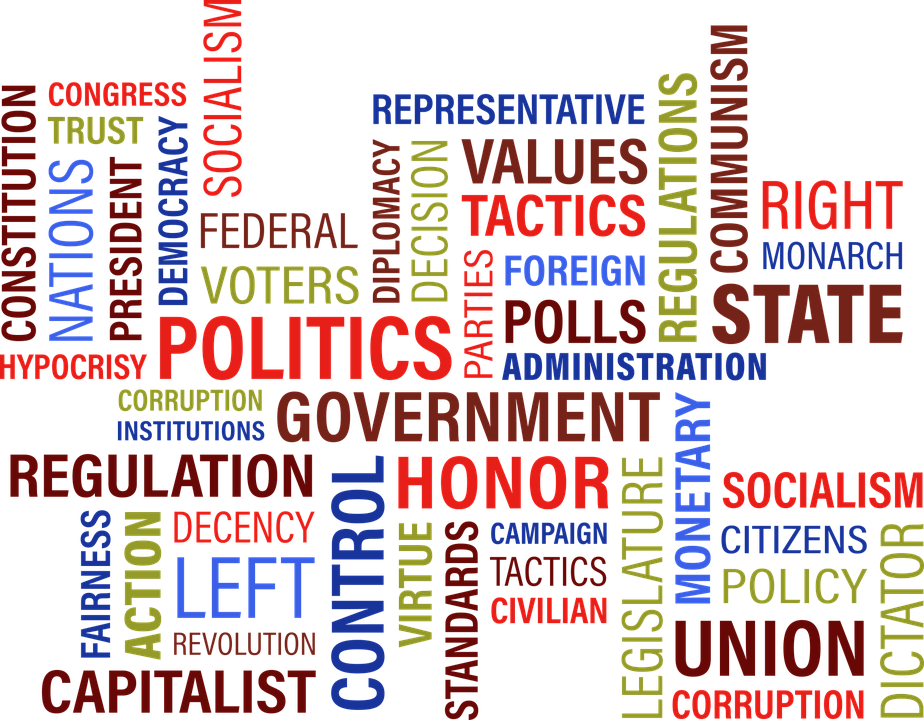 SOCIALISM
CONSTITUTION
CONGRESS
TRUST
NATIONS
PRESIDENT
DEMOCRACY
FEDERAL
VOTERS
REPRESENTATIVE
DIPLOMACY
DECISION
VALUES
TACTICS
PARTIES
FOREIGN
POLLS
REGULATIONS
COMMUNISM
RIGHT
MONARCH
STATE
HYPOCRISY
POLITICS
ADMINISTRATION
CORRUPTION
INSTITUTIONS
GOVERNMENT
MONETARY
REGULATION
CONTROL
HONOR
LEGISLATURE
SOCIALISM
FAIRNESS
ACTION
DECENCY
LEFT
REVOLUTION
VIRTUE
STANDARDS
CAMPAIGN
TACTICS
CIVILIAN
CITIZENS
POLICY
DICTATOR
UNION
CAPITALIST
CORRUPTION